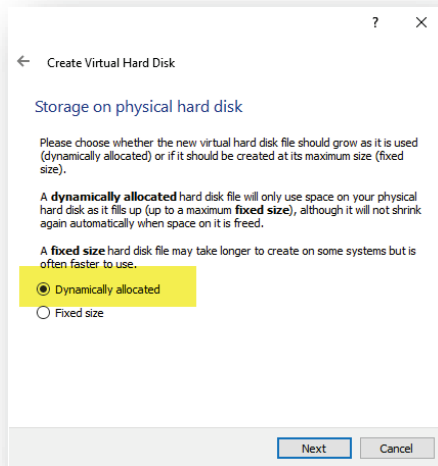 ?
Create Virtual Hard Disk
Storage on physical hard disk
Please choose whether the new virtual hard disk file should grow as it is used
(dynamically allocated) or if it should be created at its maximum size (fixed
size).
A dynamically allocated hard disk file will only use space on your physical
hard disk as it fills up (up to a maximum fixed size), although it will not shrink
again automatically when space on it is freed.
A fixed size hard disk file may take longer to create on some systems but is
often faster to use.
Dynamically allocated
Fixed size
Next Cancel